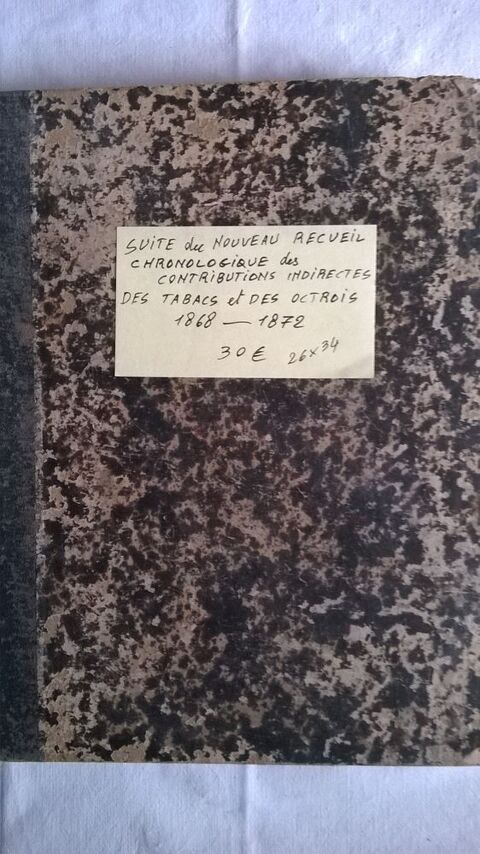 SUITE du NOUVEAU RECUEIL
CHRONOLOGIQUE des
CONTRIBUTIONS INDIRECTES
DES TABACS et DES OCTROIS
1868 — 1872
30 € 26×34